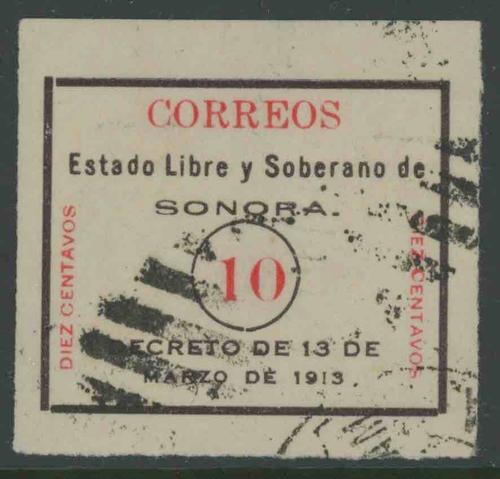 CORREOS
Estado Libre y Soberano de
SONORA.
DIEZ CENTAVOS
10
DIEZ CENTAVOS
DECRETO DE 13 DE
MARZO DE 1913.